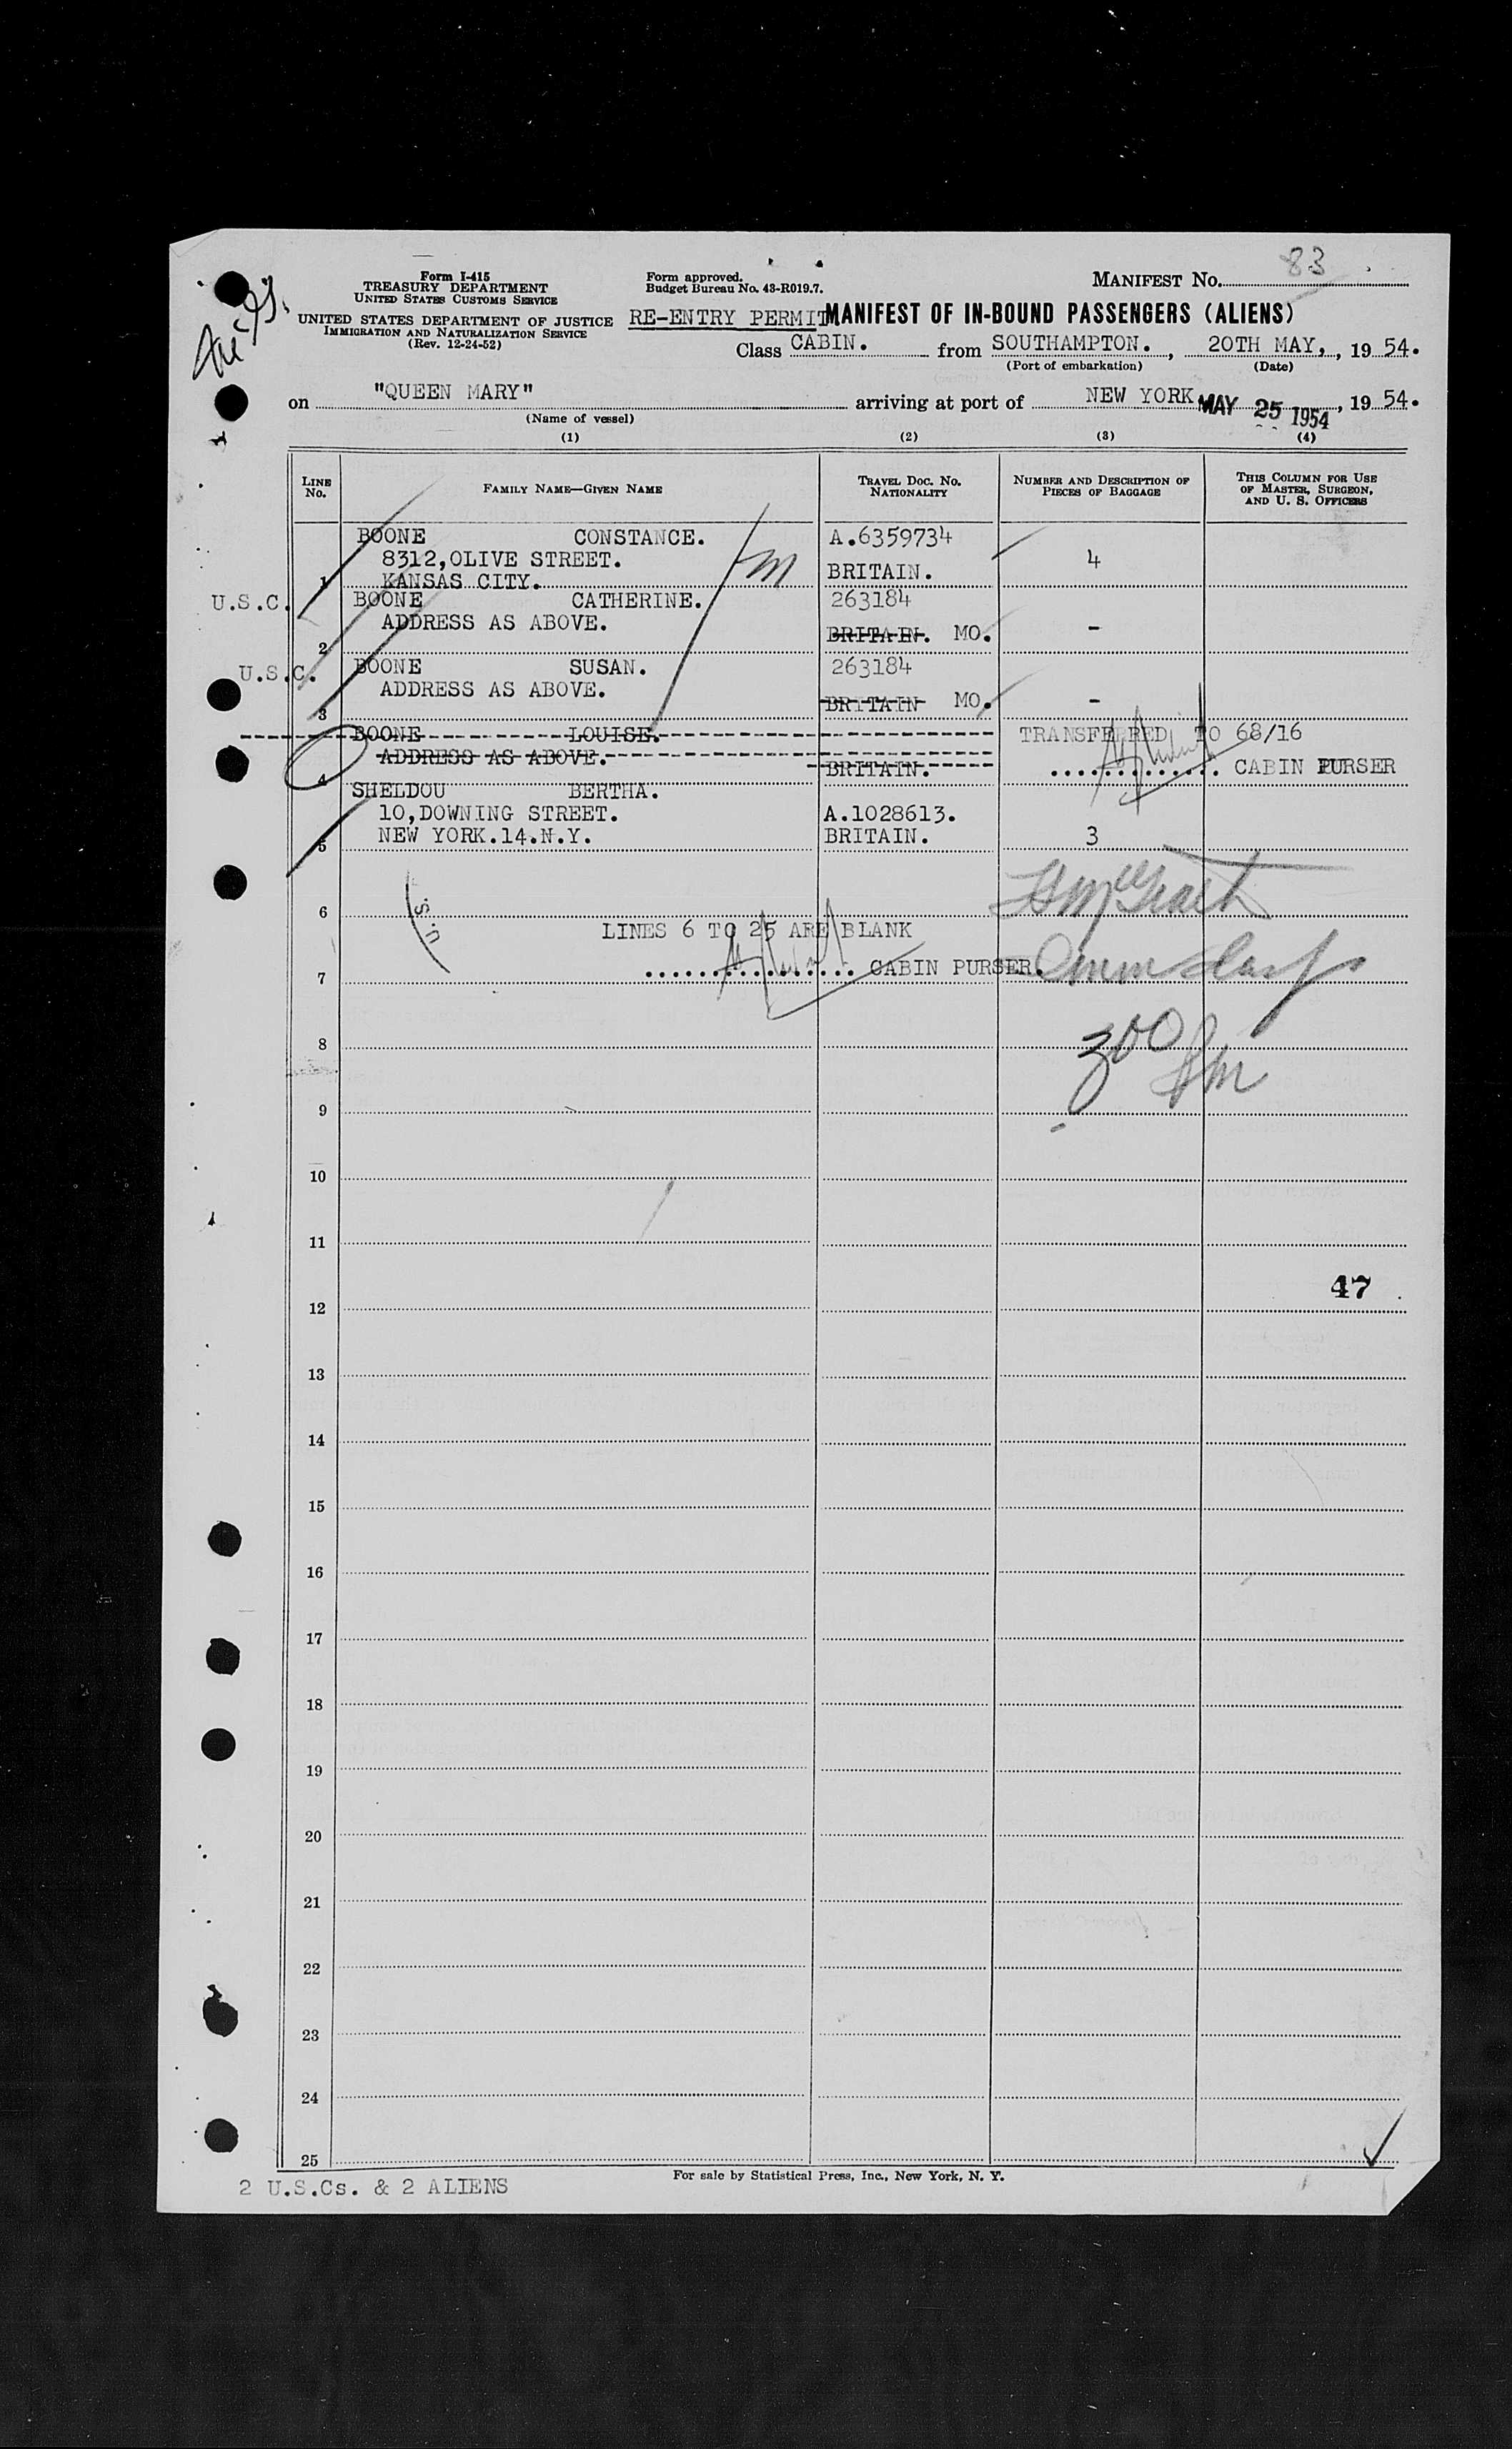 83
Form I-415
TREASURY DEPARTMENT
UNITED STATES CUSTOMS SERVICE
UNITED STATES DEPARTMENT OF JUSTICE
IMMIGRATION AND NATURALIZATION SERVICE
(Rev. 12-24-52)
Form approved.
Budget Bureau No. 43-R019.7.
MANIFEST No.
RE-ENTRY PERMIT
MANIFEST OF IN-BOUND PASSENGERS (ALIENS)
Class CABIN. from SOUTHAMPTON. , 20TH MAY, , 19 54.
(Port of embarkation) (Date)
on "QUEEN MARY" arriving at port of NEW YORK MAY 25 1954 , 19 54.
(Name of vessel)
(1) (2) (3) (4)
LINE No. FAMILY NAME—GIVEN NAME TRAVEL DOC. NO. NATIONALITY NUMBER AND DESCRIPTION OF PIECES OF BAGGAGE THIS COLUMN FOR USE OF MASTER, SURGEON, AND U. S. OFFICERS
BOONE CONSTANCE. A.6359734
8312,OLIVE STREET. 4
1 KANSAS CITY. BRITAIN.
U.S.C. BOONE CATHERINE. 263184
ADDRESS AS ABOVE.
2 BRITAIN. MO. -
U.S.C. BOONE SUSAN. 263184
ADDRESS AS ABOVE.
3 BRITAIN MO. -
BOONE LOUISE. TRANSFERRED TO 68/16
ADDRESS AS ABOVE.
4 BRITAIN. CABIN PURSER
SHELDOU BERTHA.
10,DOWNING STREET. A.1028613.
5 NEW YORK.14.N.Y. BRITAIN. 3
6
U.S.
LINES 6 TO 25 ARE BLANK
7 CABIN PURSER.
8
300 pm
9
10
11
47
12
13
14
15
16
17
18
19
20
21
22
23
24
25
2 U.S.Cs. & 2 ALIENS
For sale by Statistical Press, Inc., New York, N. Y.